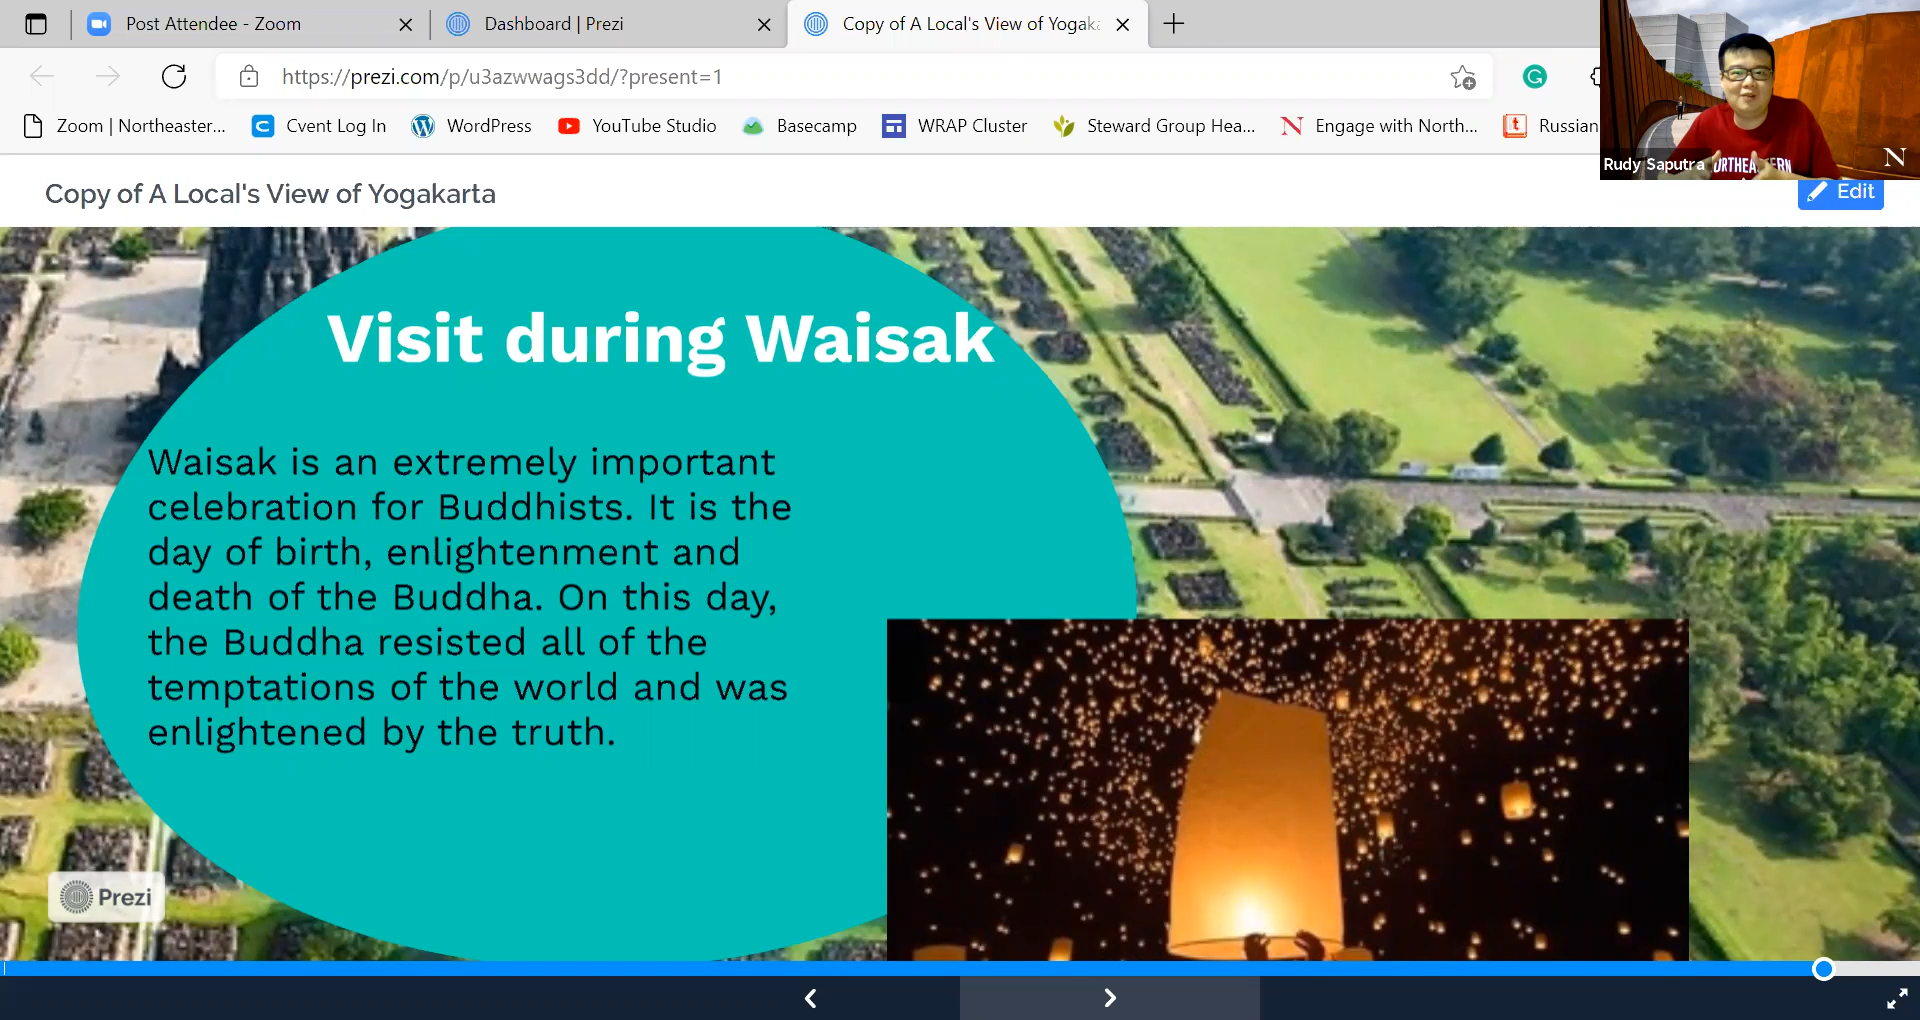 Post Attendee - Zoom
Dashboard | Prezi
Copy of A Local's View of Yogaka
https://prezi.com/p/u3azwwags3dd/?present=1
Zoom | Northeaster...
Cvent Log In
WordPress
YouTube Studio
Basecamp
WRAP Cluster
Steward Group Hea...
Engage with North...
Russian
Rudy Saputra
N
Copy of A Local's View of Yogakarta
Edit
Visit during Waisak
Waisak is an extremely important
celebration for Buddhists. It is the
day of birth, enlightenment and
death of the Buddha. On this day,
the Buddha resisted all of the
temptations of the world and was
enlightened by the truth.
Prezi